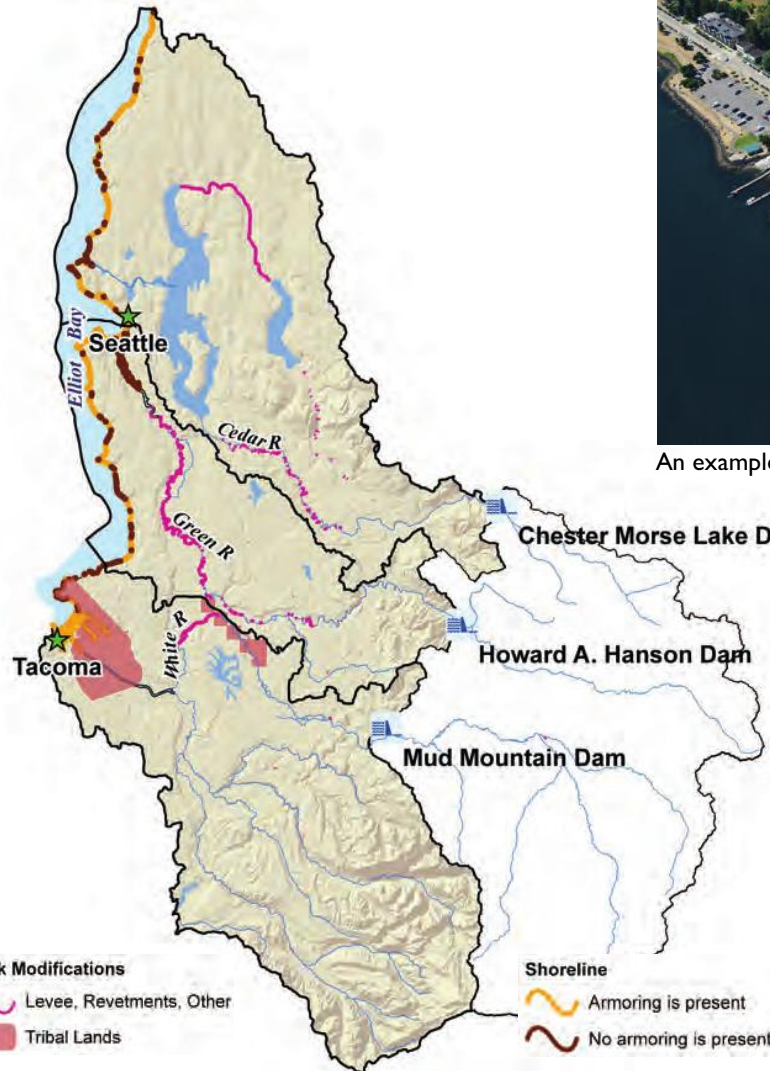 Elliot Bay
Seattle
Cedar R
An example
Chester Morse Lake D
Green R
Howard A. Hanson Dam
White R
Tacoma
Mud Mountain Dam
k Modifications
Levee, Revetments, Other
Tribal Lands
Shoreline
Armoring is present
No armoring is present